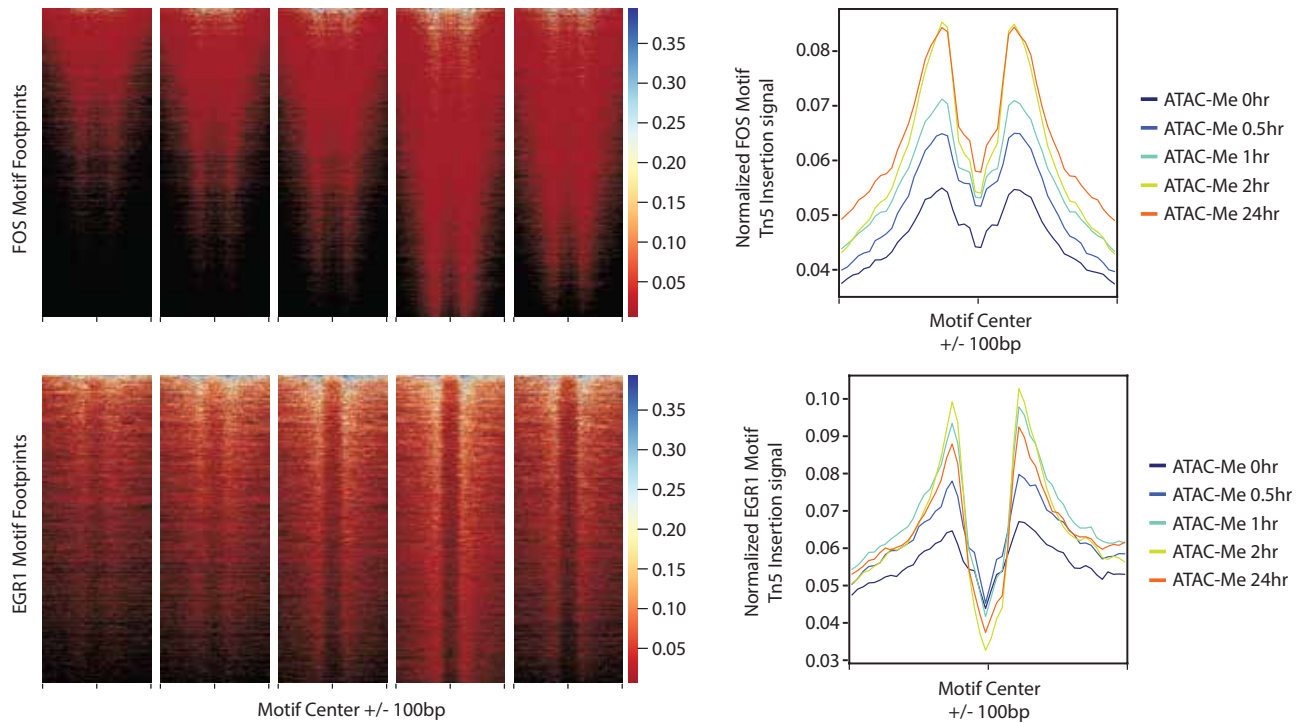 FOS Motif Footprints
0.35
0.30
0.25
0.20
0.15
0.10
0.05
Normalized FOS Motif
Tn5 Insertion signal
0.08
0.07
0.06
0.05
0.04
Motif Center
+/- 100bp
ATAC-Me 0hr
ATAC-Me 0.5hr
ATAC-Me 1hr
ATAC-Me 2hr
ATAC-Me 24hr
EGR1 Motif Footprints
0.35
0.30
0.25
0.20
0.15
0.10
0.05
Motif Center +/- 100bp
Normalized EGR1 Motif
Tn5 Insertion signal
0.10
0.09
0.08
0.07
0.06
0.05
0.04
0.03
Motif Center
+/- 100bp
ATAC-Me 0hr
ATAC-Me 0.5hr
ATAC-Me 1hr
ATAC-Me 2hr
ATAC-Me 24hr